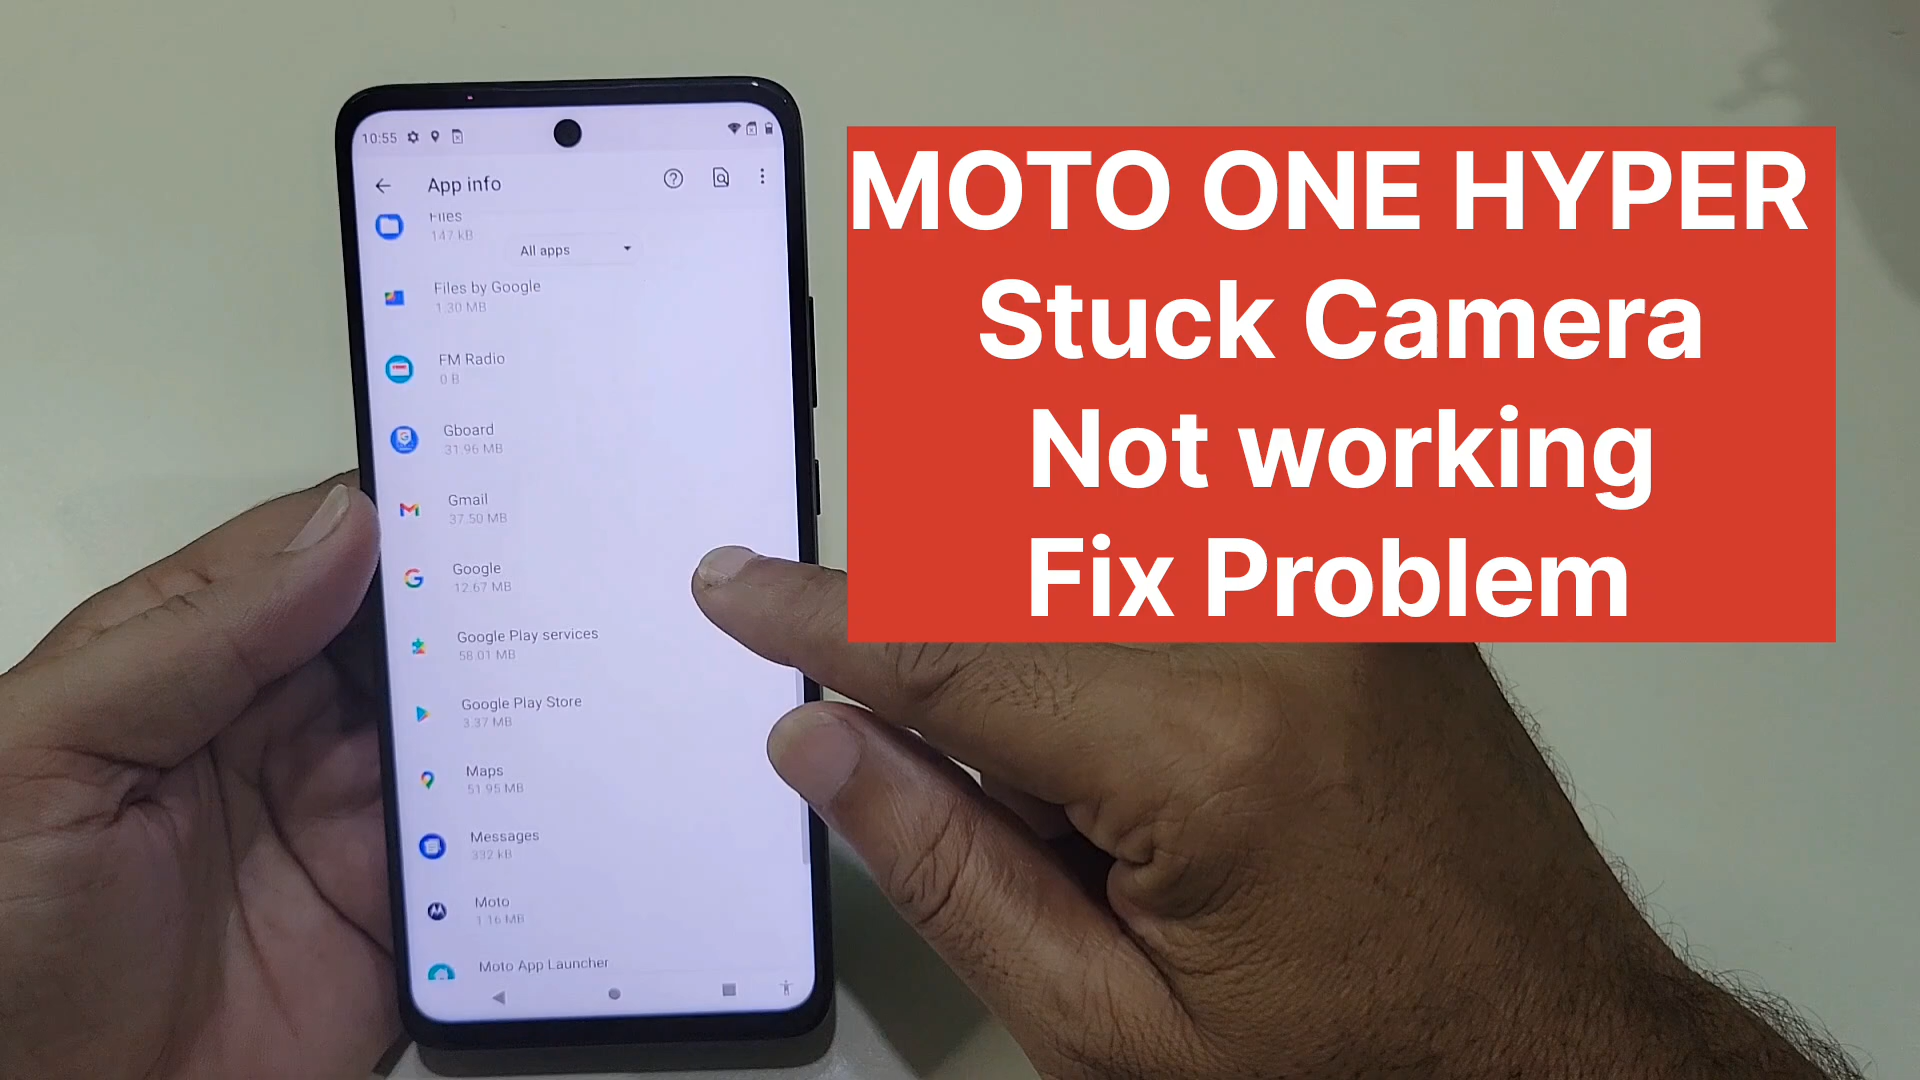 10:55
App info
Files
147 kB
All apps
Files by Google
1.30 MB
FM Radio
0 B
Gboard
31.96 MB
Gmail
37.50 MB
Google
12.67 MB
Google Play services
58.01 MB
Google Play Store
3.37 MB
Maps
51.95 MB
Messages
332 kB
Moto
1.16 MB
Moto App Launcher
MOTO ONE HYPER
Stuck Camera
Not working
Fix Problem